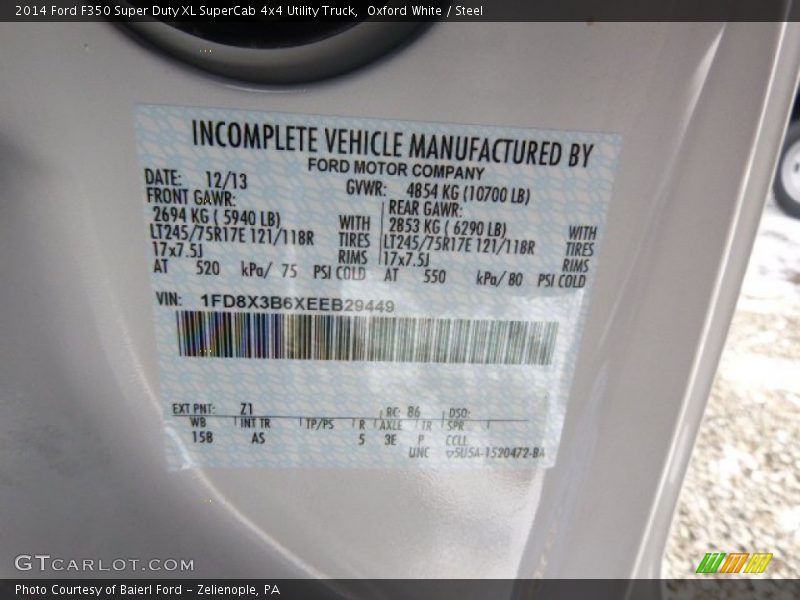 2014 Ford F350 Super Duty XL SuperCab 4x4 Utility Truck, Oxford White / Steel
INCOMPLETE VEHICLE MANUFACTURED BY
FORD MOTOR COMPANY
DATE: 12/13 GVWR: 4854 KG (10700 LB)
FRONT GAWR: REAR GAWR:
2694 KG ( 5940 LB) WITH 2853 KG ( 6290 LB) WITH
LT245/75R17E 121/118R TIRES LT245/75R17E 121/118R TIRES
17x7.5J RIMS 17x7.5J RIMS
AT 520 kPa/ 75 PSI COLD AT 550 kPa/ 80 PSI COLD
VIN: 1FD8X3B6XEEB29449
EXT PNT: Z1 RC: 86 DSO:
WB INT TR TP/PS R AXLE TR SPR
158 AS 5 3E P CCLL
UNC 5U5A-1520472-BA
GTCARLOT.COM
Photo Courtesy of Baierl Ford - Zelienople, PA